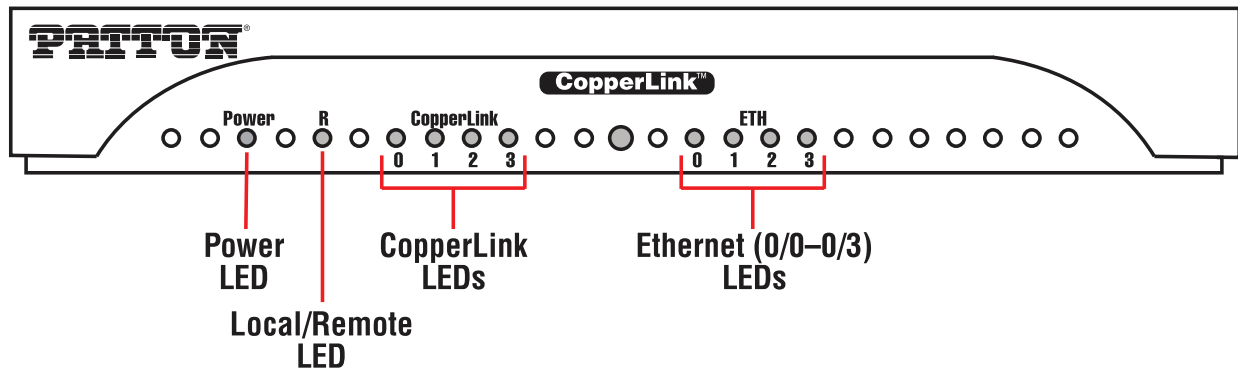 PATTON®
CopperLink™
Power R CopperLink ETH
0 1 2 3 0 1 2 3
Power
LED
CopperLink
LEDs
Ethernet (0/0–0/3)
LEDs
Local/Remote
LED